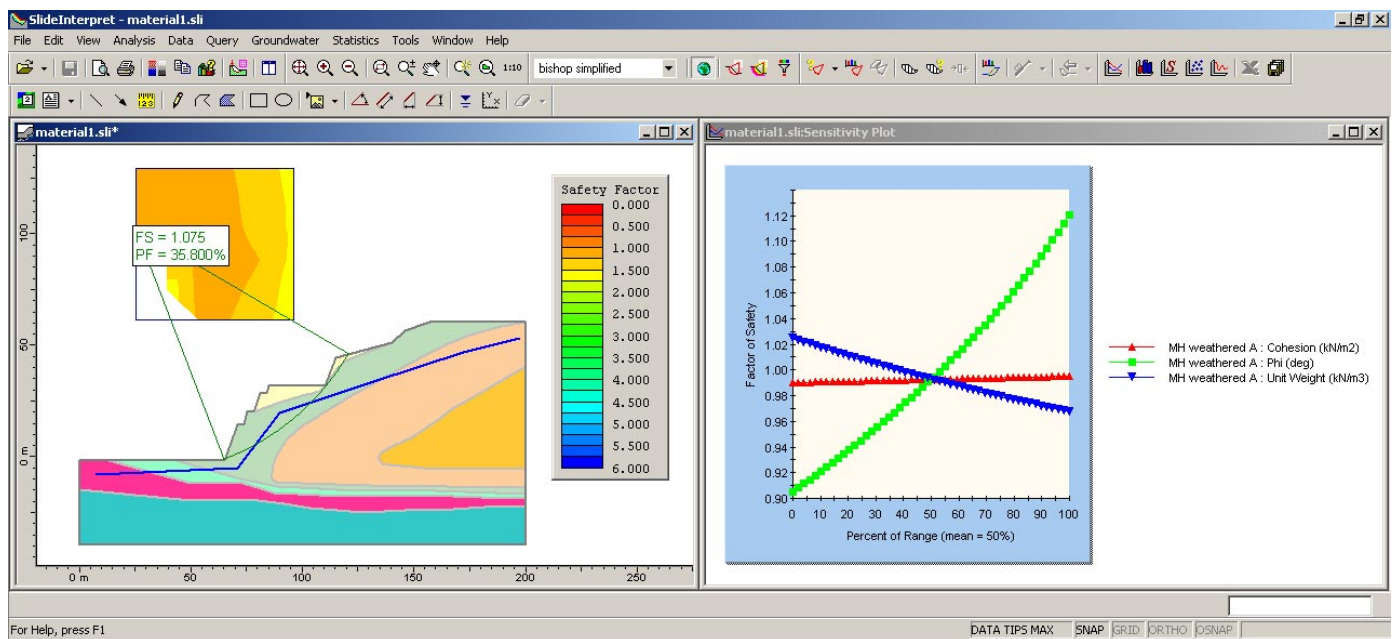 SlideInterpret - material1.sli
File Edit View Analysis Data Query Groundwater Statistics Tools Window Help
1:10 bishop simplified
material1.sli*
FS = 1.075
PF = 35.800%
Safety Factor
0.000
0.500
1.000
1.500
2.000
2.500
3.000
3.500
4.000
4.500
5.000
5.500
6.000
100
50
0 m
0 m 50 100 150 200 250
material1.sli:Sensitivity Plot
Factor of Safety
1.12
1.10
1.08
1.06
1.04
1.02
1.00
0.98
0.96
0.94
0.92
0.90
0 10 20 30 40 50 60 70 80 90 100
Percent of Range (mean = 50%)
MH weathered A : Cohesion (kN/m2)
MH weathered A : Phi (deg)
MH weathered A : Unit Weight (kN/m3)
For Help, press F1
DATA TIPS MAX SNAP GRID ORTHO OSNAP